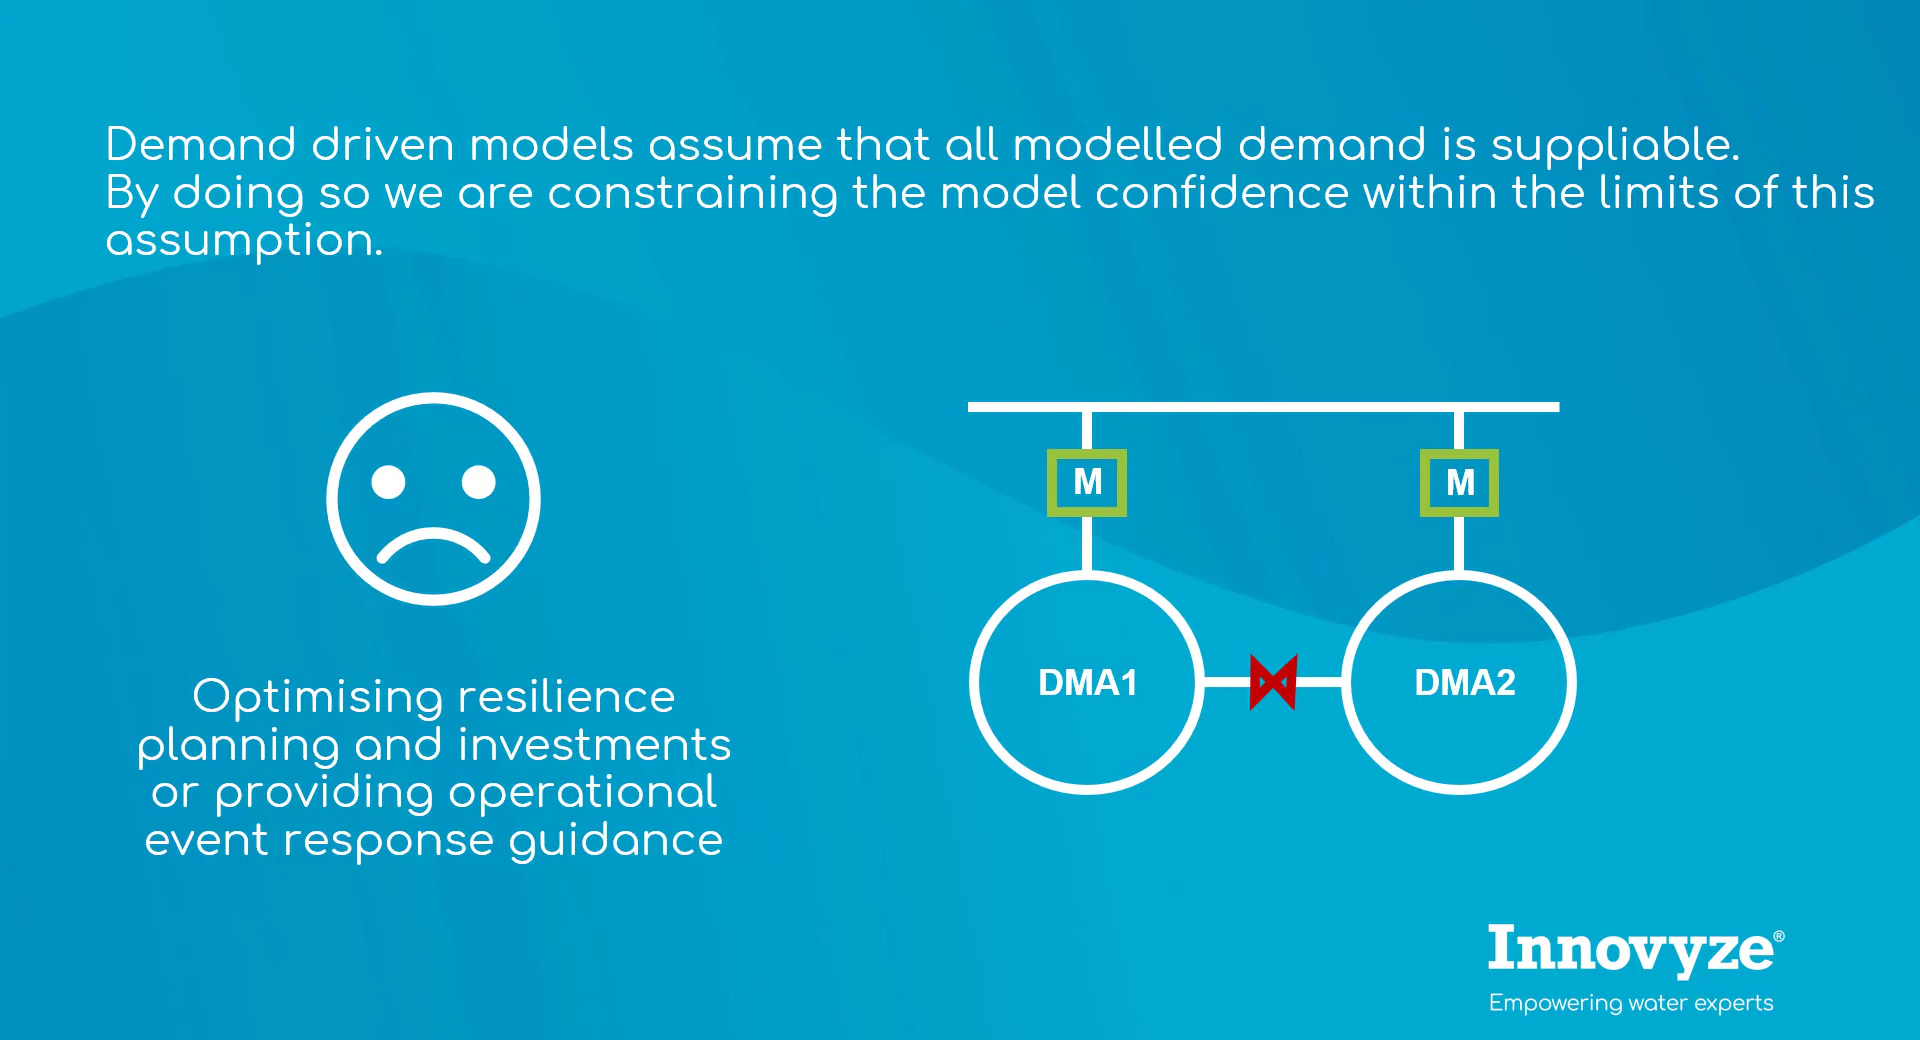 Demand driven models assume that all modelled demand is suppliable.
By doing so we are constraining the model confidence within the limits of this
assumption.
M
M
DMA1
DMA2
Optimising resilience
planning and investments
or providing operational
event response guidance
Innovyze®
Empowering water experts